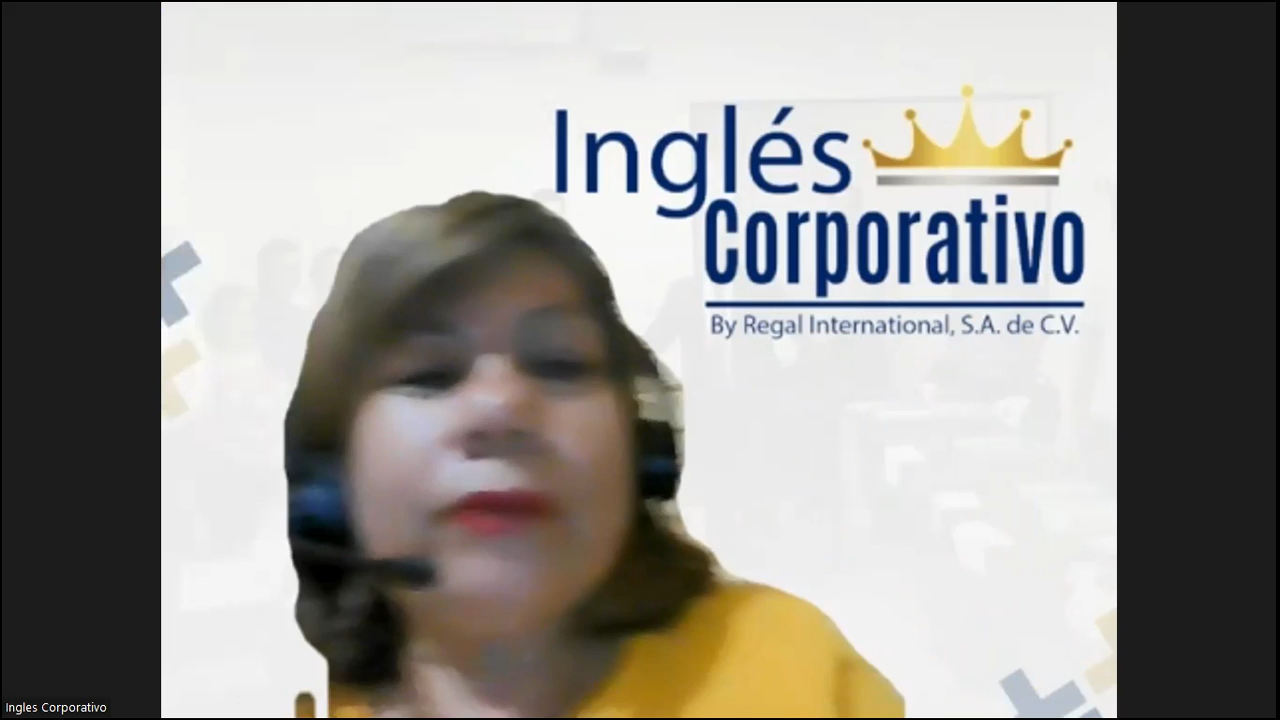 Inglés
Corporativo
By Regal International, S.A. de C.V.
Ingles Corporativo